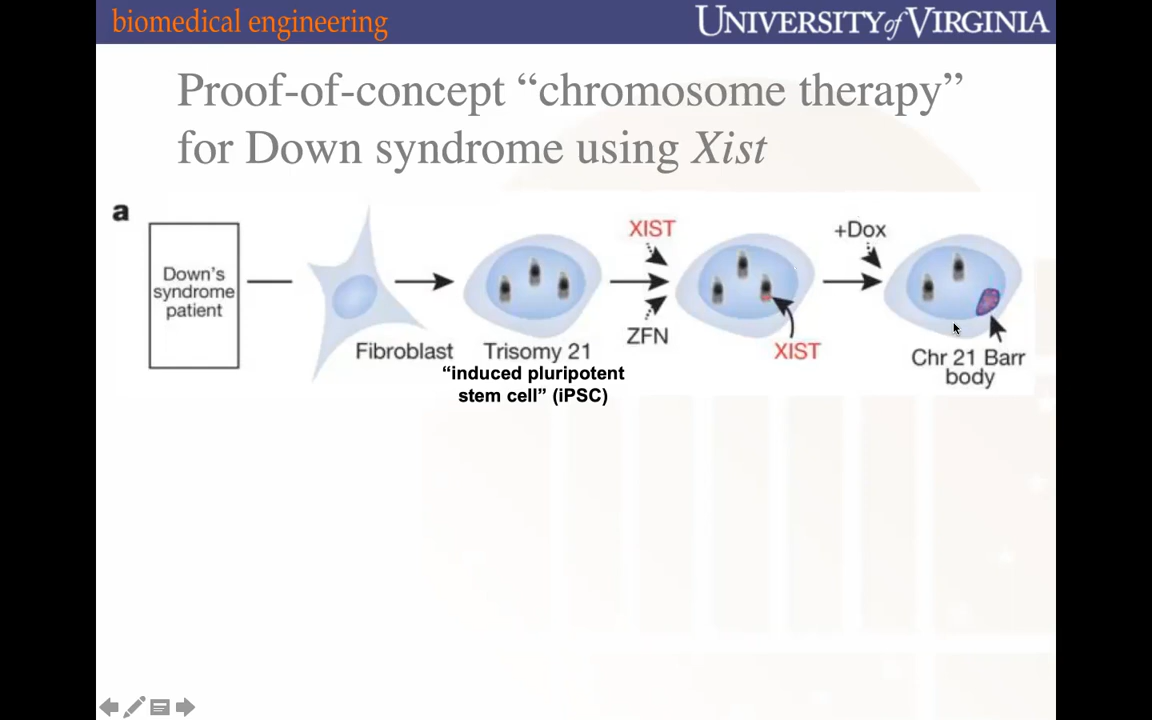 biomedical engineering
UNIVERSITY of VIRGINIA
Proof-of-concept “chromosome therapy”
for Down syndrome using Xist
a
Down's
syndrome
patient
Fibroblast
Trisomy 21
“induced pluripotent
stem cell” (iPSC)
XIST
ZFN
XIST
+Dox
Chr 21 Barr
body